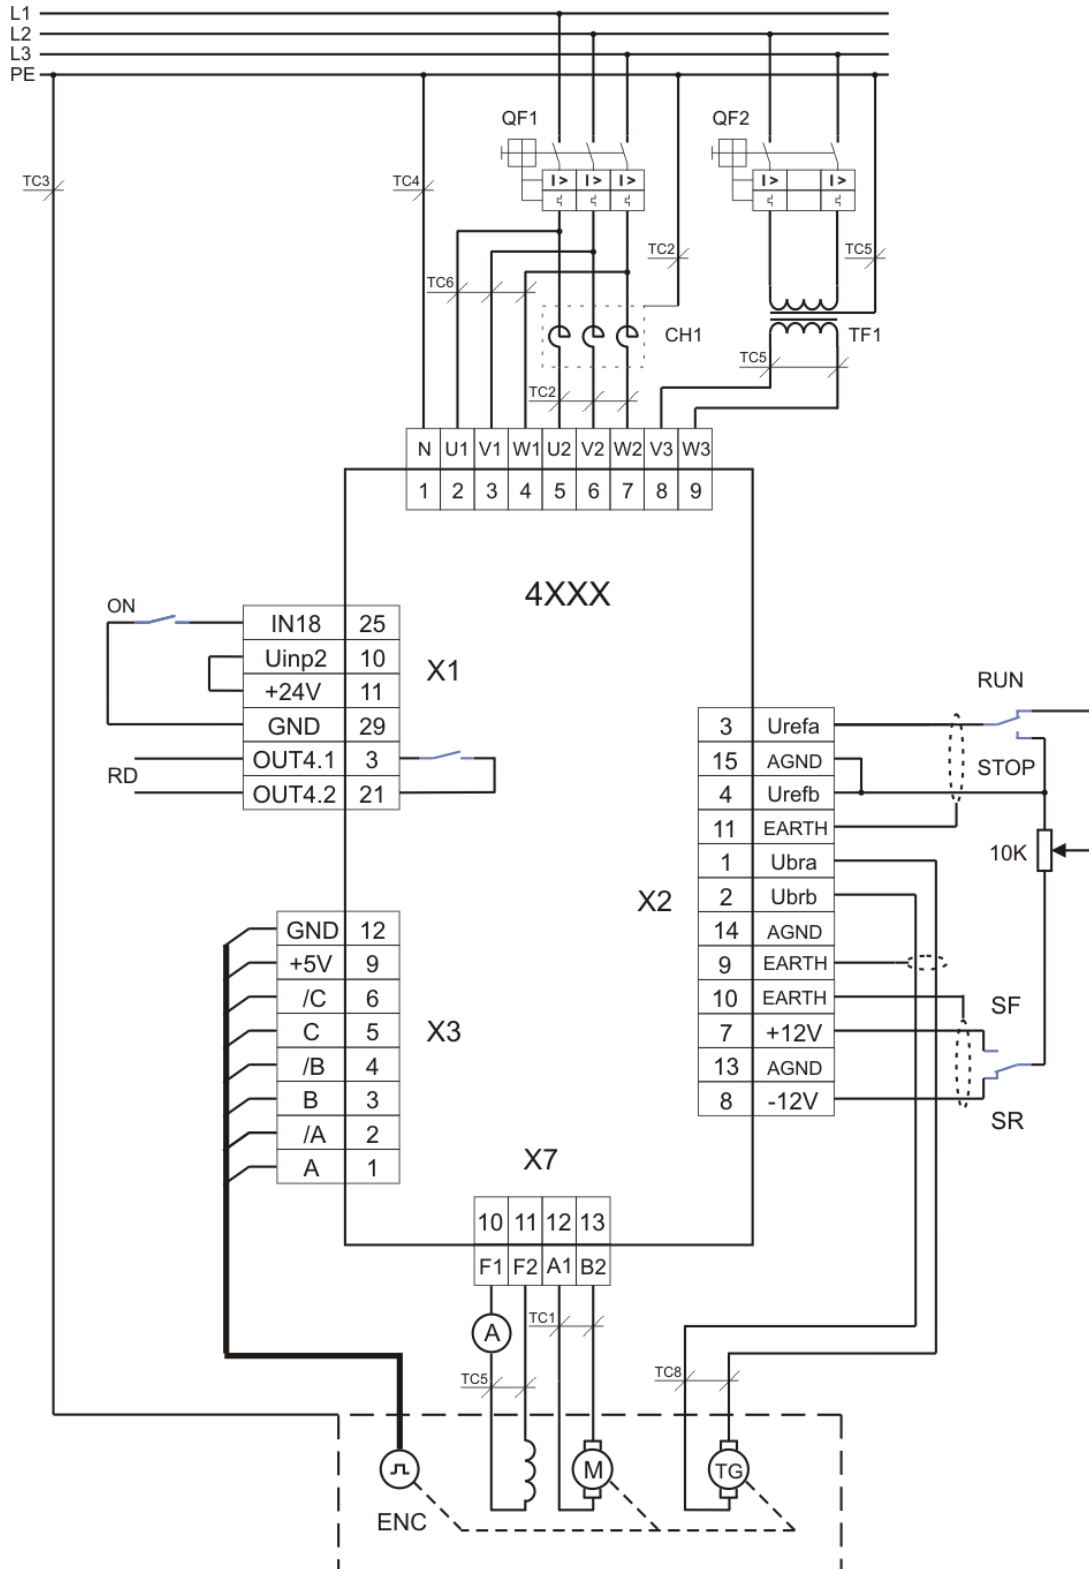 L1
L2
L3
PE
QF1
QF2
I >
I >
I >
I >
I >
TC3
TC4
TC2
TC5
TC6
CH1
TF1
TC5
TC2
N U1 V1 W1 U2 V2 W2 V3 W3
1 2 3 4 5 6 7 8 9
4XXX
ON
IN18 25
Uinp2 10
+24V 11
GND 29
OUT4.1 3
OUT4.2 21
RD
X1
RUN
STOP
3 Urefa
15 AGND
4 Urefb
11 EARTH
1 Ubra
2 Ubrb
14 AGND
9 EARTH
10 EARTH
7 +12V
13 AGND
8 -12V
10K
X2
SF
SR
GND 12
+5V 9
/C 6
C 5
/B 4
B 3
/A 2
A 1
X3
X7
10 11 12 13
F1 F2 A1 B2
A
TC1
TC5
TC8
M
TG
ENC